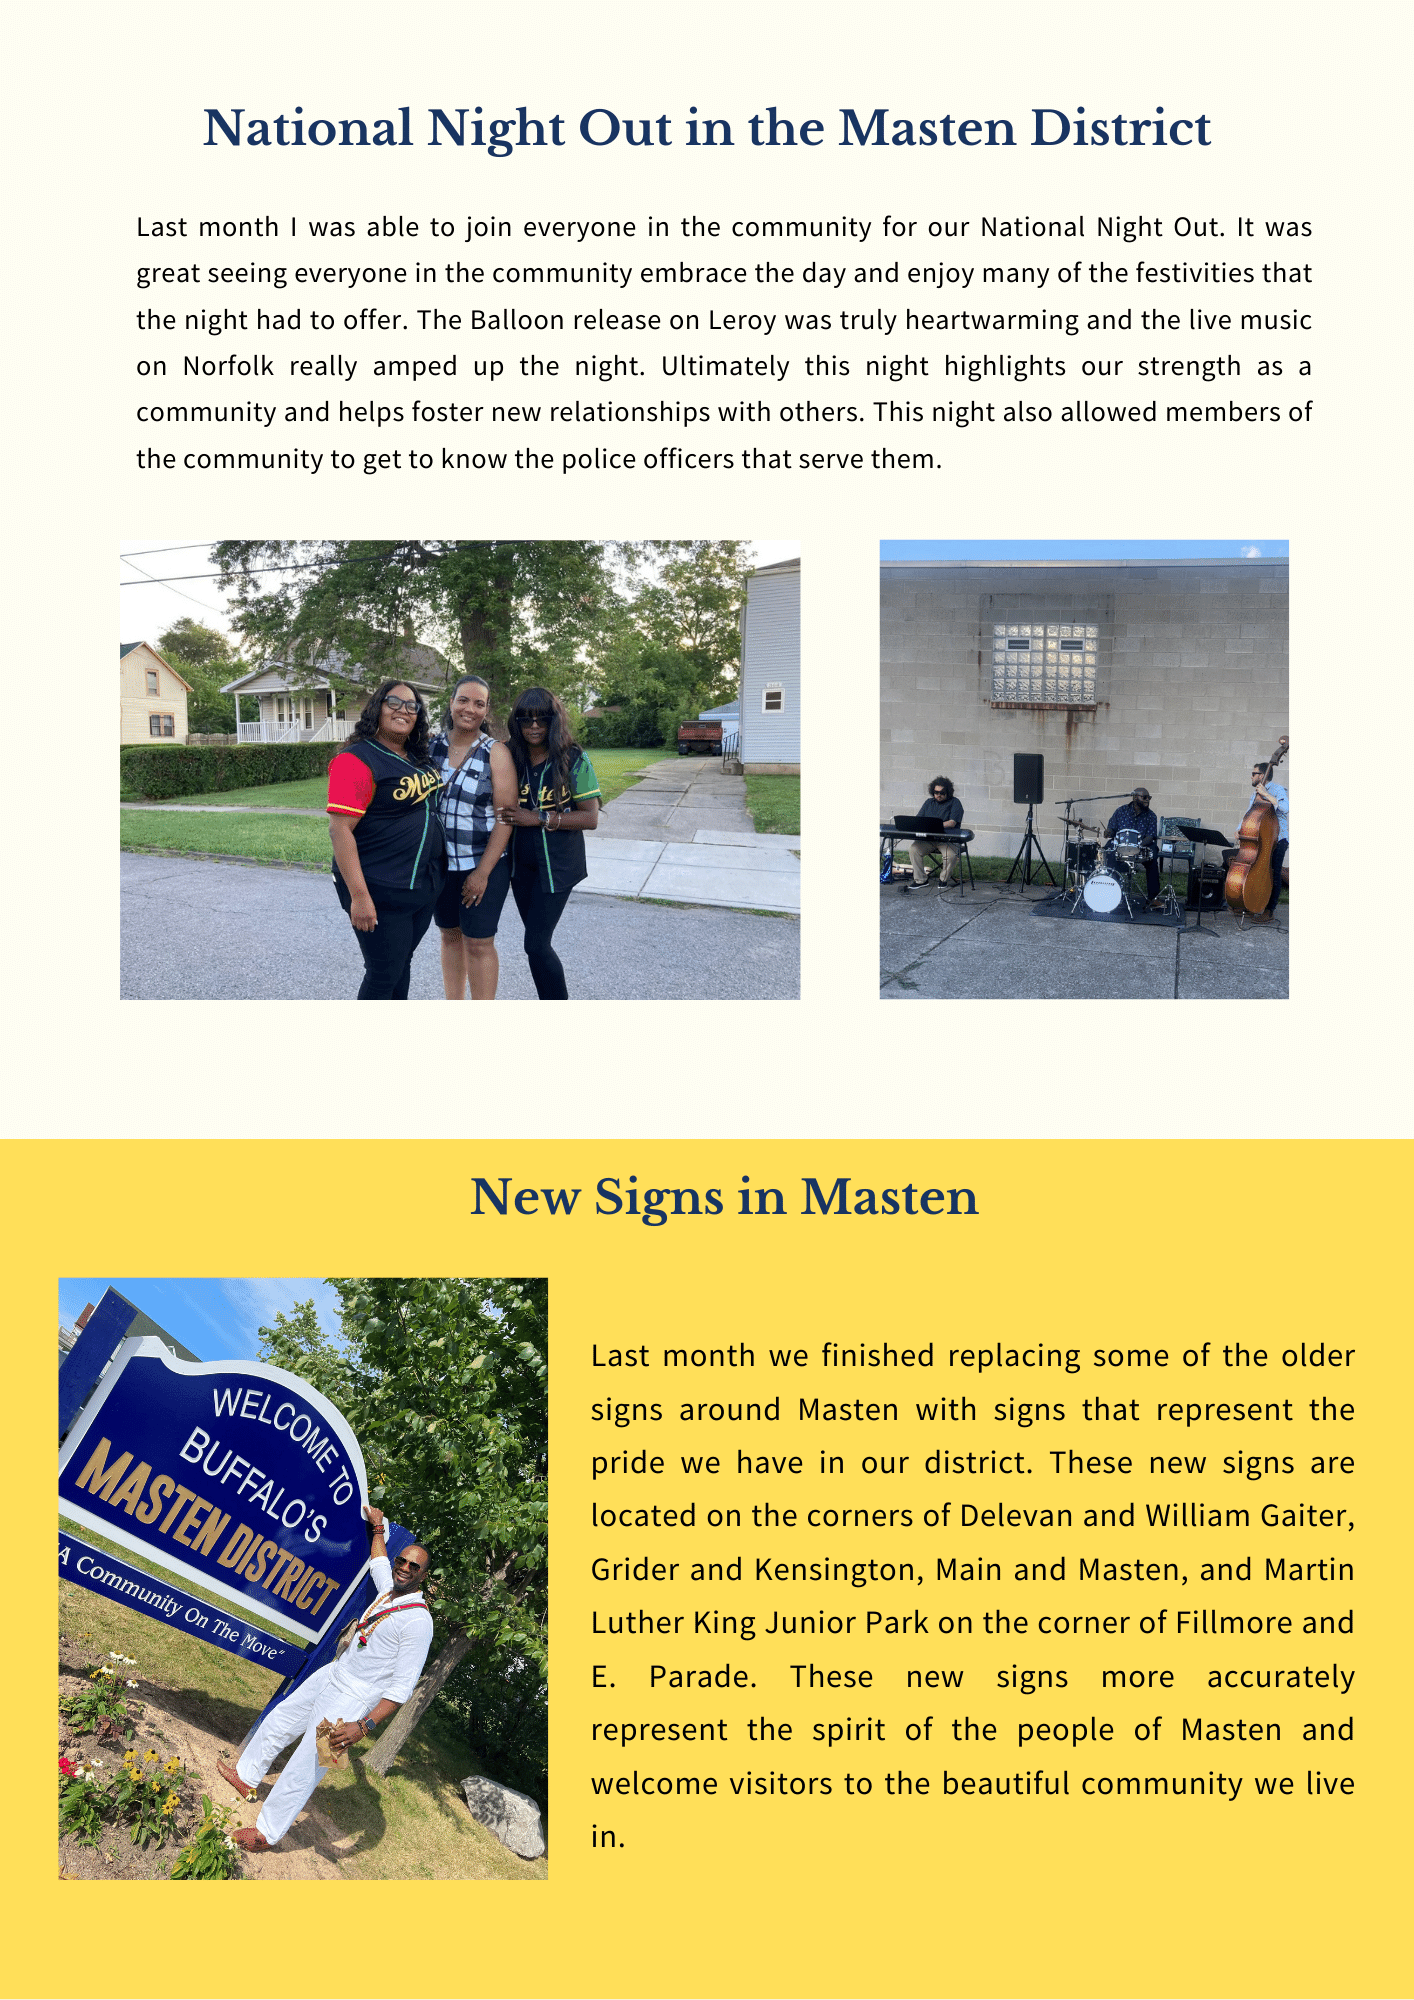 National Night Out in the Masten District
Last month I was able to join everyone in the community for our National Night Out. It was
great seeing everyone in the community embrace the day and enjoy many of the festivities that
the night had to offer. The Balloon release on Leroy was truly heartwarming and the live music
on Norfolk really amped up the night. Ultimately this night highlights our strength as a
community and helps foster new relationships with others. This night also allowed members of
the community to get to know the police officers that serve them.
New Signs in Masten
WELCOME TO
BUFFALO'S
MASTEN DISTRICT
A Community On The Move"
Last month we finished replacing some of the older
signs around Masten with signs that represent the
pride we have in our district. These new signs are
located on the corners of Delevan and William Gaiter,
Grider and Kensington, Main and Masten, and Martin
Luther King Junior Park on the corner of Fillmore and
E. Parade. These new signs more accurately
represent the spirit of the people of Masten and
welcome visitors to the beautiful community we live
in.